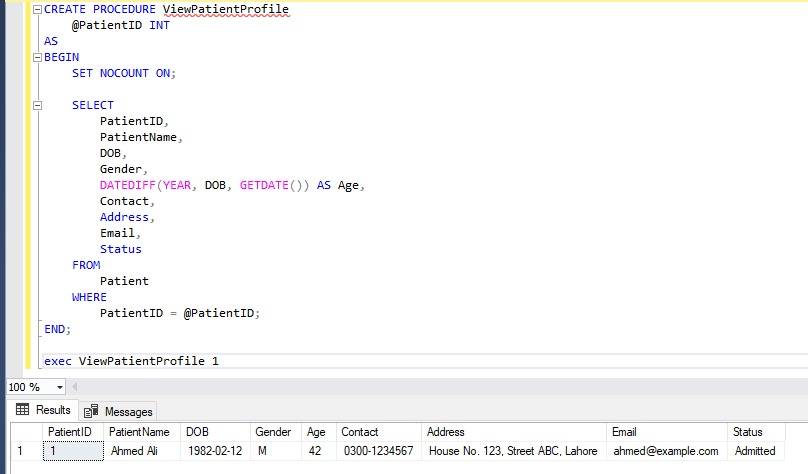 CREATE PROCEDURE ViewPatientProfile
    @PatientID INT
AS
BEGIN
    SET NOCOUNT ON;

    SELECT
        PatientID,
        PatientName,
        DOB,
        Gender,
        DATEDIFF(YEAR, DOB, GETDATE()) AS Age,
        Contact,
        Address,
        Email,
        Status
    FROM
        Patient
    WHERE
        PatientID = @PatientID;
END;

exec ViewPatientProfile 1
100 %
Results Messages
PatientID PatientName DOB Gender Age Contact Address Email Status
1 1 Ahmed Ali 1982-02-12 M 42 0300-1234567 House No. 123, Street ABC, Lahore ahmed@example.com Admitted